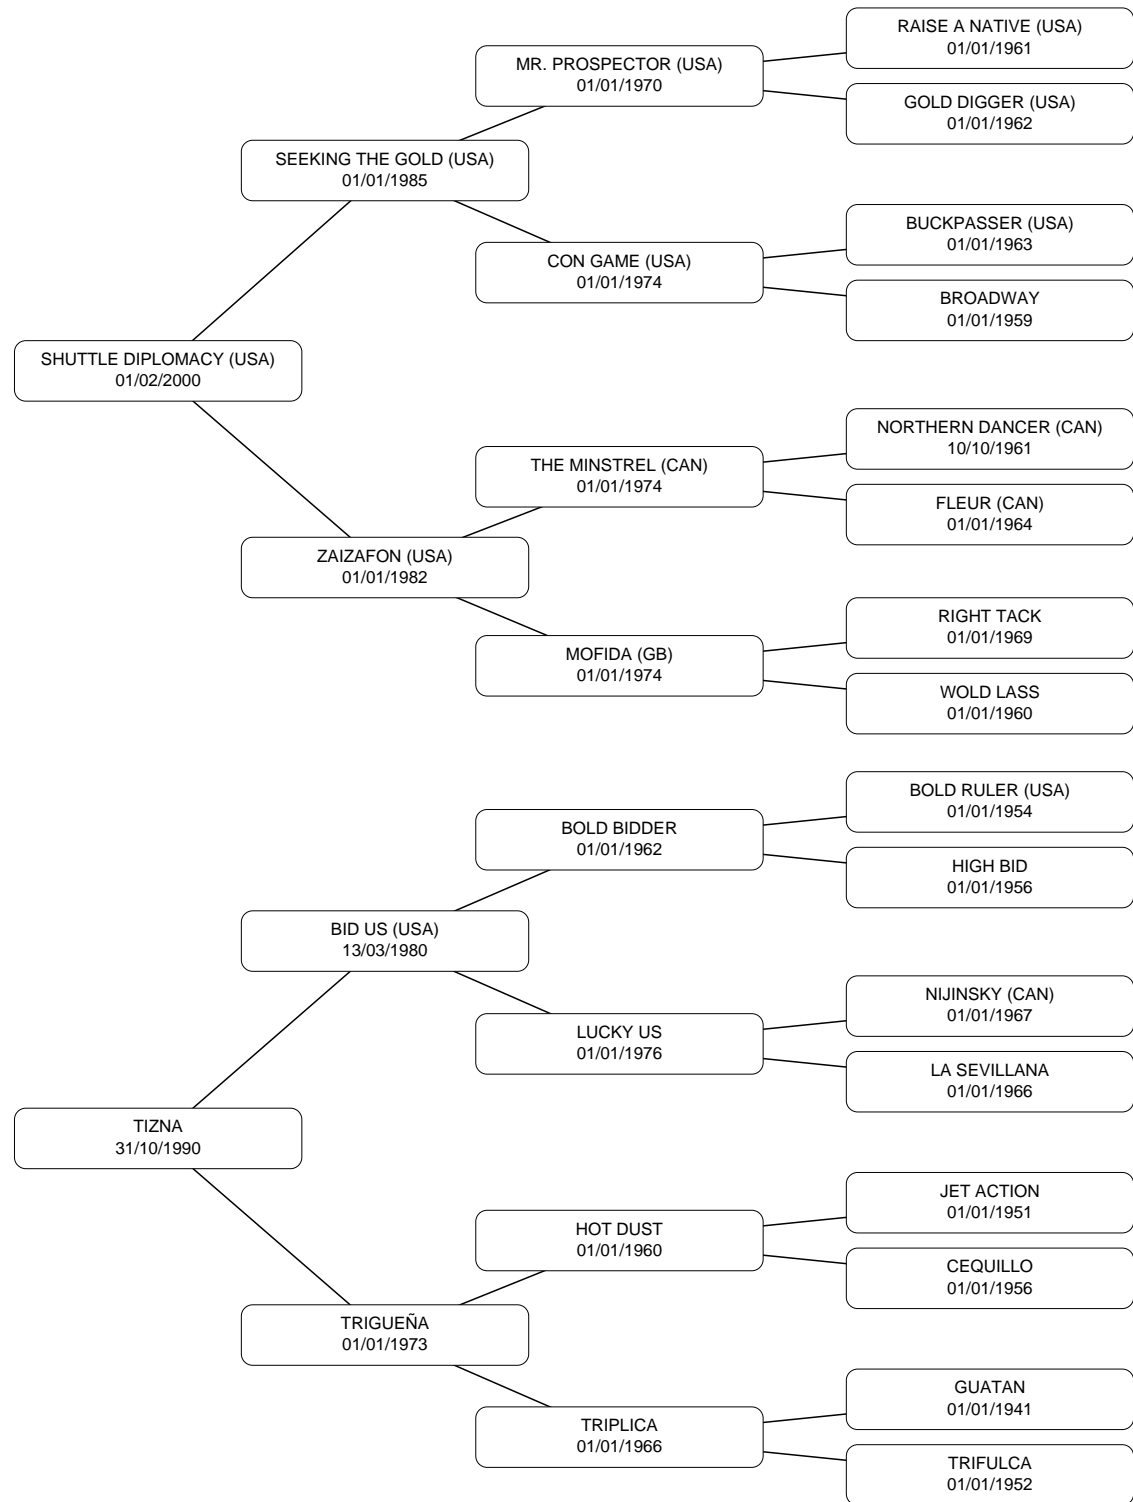 RAISE A NATIVE (USA)
01/01/1961
MR. PROSPECTOR (USA)
01/01/1970
GOLD DIGGER (USA)
01/01/1962
SEEKING THE GOLD (USA)
01/01/1985
BUCKPASSER (USA)
01/01/1963
CON GAME (USA)
01/01/1974
BROADWAY
01/01/1959
SHUTTLE DIPLOMACY (USA)
01/02/2000
NORTHERN DANCER (CAN)
10/10/1961
THE MINSTREL (CAN)
01/01/1974
FLEUR (CAN)
01/01/1964
ZAIZAFON (USA)
01/01/1982
RIGHT TACK
01/01/1969
MOFIDA (GB)
01/01/1974
WOLD LASS
01/01/1960
BOLD RULER (USA)
01/01/1954
BOLD BIDDER
01/01/1962
HIGH BID
01/01/1956
BID US (USA)
13/03/1980
NIJINSKY (CAN)
01/01/1967
LUCKY US
01/01/1976
LA SEVILLANA
01/01/1966
TIZNA
31/10/1990
JET ACTION
01/01/1951
HOT DUST
01/01/1960
CEQUILLO
01/01/1956
TRIGUEÑA
01/01/1973
GUATAN
01/01/1941
TRIPLICA
01/01/1966
TRIFULCA
01/01/1952